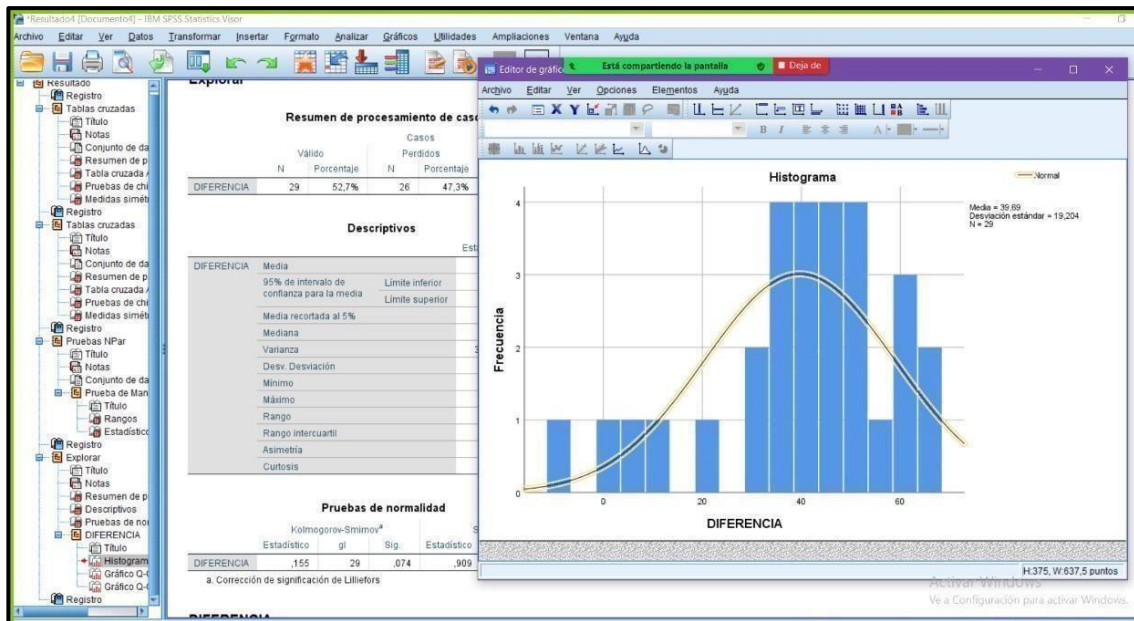 *Resultado4 [Documento4] - IBM SPSS Statistics Visor
Archivo Editar Ver Datos Transformar Insertar Formato Analizar Gráficos Utilidades Ampliaciones Ventana Ayuda
Resultado
Registro
Tablas cruzadas
Título
Notas
Conjunto de da
Resumen de p
Tabla cruzada A
Pruebas de chi
Medidas simét
Registro
Tablas cruzadas
Título
Notas
Conjunto de da
Resumen de p
Tabla cruzada A
Pruebas de chi
Medidas simét
Registro
Pruebas NPar
Título
Notas
Conjunto de da
Prueba de Man
Título
Rangos
Estadístic
Registro
Explorar
Título
Notas
Resumen de p
Descriptivos
Pruebas de nor
DIFERENCIA
Título
Histogram
Gráfico Q-
Gráfico Q-
Registro
Explorar
Resumen de procesamiento de caso
Casos
Válido Perdidos
N Porcentaje N Porcentaje
DIFERENCIA 29 52,7% 26 47,3%
Descriptivos
Est
DIFERENCIA Media
95% de intervalo de confianza para la media Límite inferior
Límite superior
Media recortada al 5%
Mediana
Varianza
Desv. Desviación
Mínimo
Máximo
Rango
Rango intercuartil
Asimetría
Curtosis
Pruebas de normalidad
Kolmogorov-Smirnovᵃ S
Estadístico gl Sig. Estadístico
DIFERENCIA ,155 29 ,074 ,909
a. Corrección de significación de Lilliefors
Editor de gráfic
Está compartiendo la pantalla Deja de
Archivo Editar Ver Opciones Elementos Ayuda
X Y
B I A
Histograma
Normal
Media = 39,69
Desviación estándar = 19,204
N = 29
Frecuencia
4
3
2
1
0
0 20 40 60
DIFERENCIA
H:375, W:637,5 puntos
Activar Windows
Ve a Configuración para activar Windows.